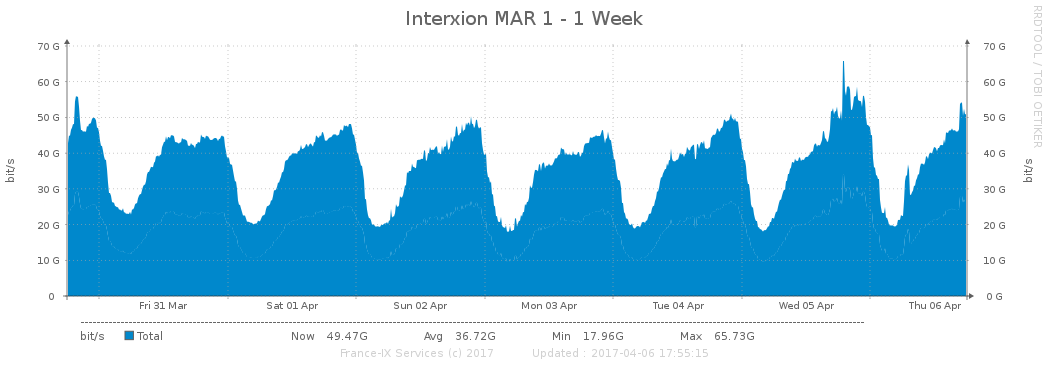 Interxion MAR 1 - 1 Week
RRDTOOL / TOBI OETIKER
bit/s
70 G 70 G
60 G 60 G
50 G 50 G
40 G 40 G
30 G 30 G
20 G 20 G
10 G 10 G
0 0 G
bit/s
Fri 31 Mar Sat 01 Apr Sun 02 Apr Mon 03 Apr Tue 04 Apr Wed 05 Apr Thu 06 Apr
bit/s Total Now 49.47G Avg 36.72G Min 17.96G Max 65.73G
France-IX Services (c) 2017 Updated : 2017-04-06 17:55:15